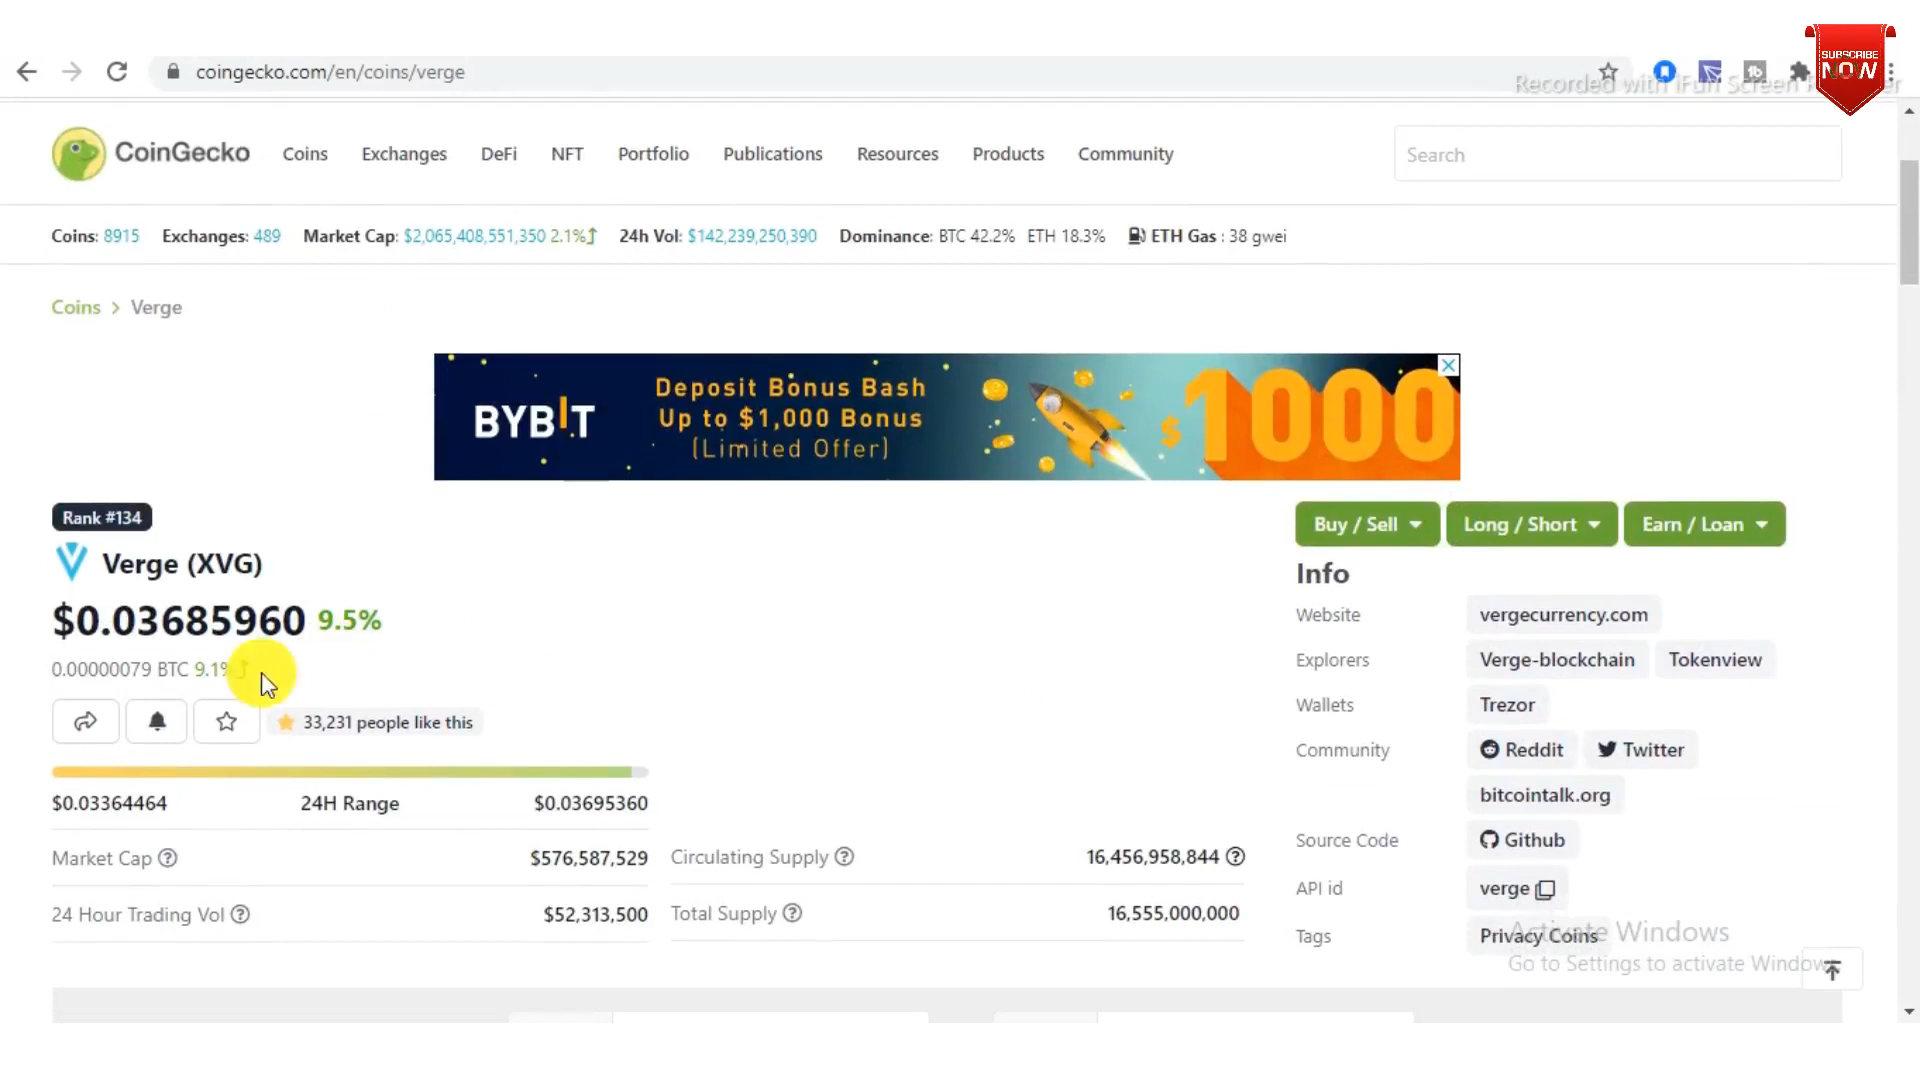 SUBSCRIBE
NOW
coingecko.com/en/coins/verge
Recorded with iFun Screen
CoinGecko Coins Exchanges DeFi NFT Portfolio Publications Resources Products Community Search
Coins: 8915 Exchanges: 489 Market Cap: $2,065,408,551,350 2.1% 24h Vol: $142,239,250,390 Dominance: BTC 42.2% ETH 18.3% ETH Gas : 38 gwei
Coins > Verge
BYBIT
Deposit Bonus Bash
Up to $1,000 Bonus
(Limited Offer)
$1000
Rank #134
Verge (XVG)
$0.03685960 9.5%
0.00000079 BTC 9.1%
33,231 people like this
$0.03364464 24H Range $0.03695360
Market Cap $576,587,529
24 Hour Trading Vol $52,313,500
Circulating Supply 16,456,958,844
Total Supply 16,555,000,000
Buy / Sell Long / Short Earn / Loan
Info
Website vergecurrency.com
Explorers Verge-blockchain Tokenview
Wallets Trezor
Community Reddit Twitter
bitcointalk.org
Source Code Github
API id verge
Tags Privacy Coins
Activate Windows
Go to Settings to activate Windows